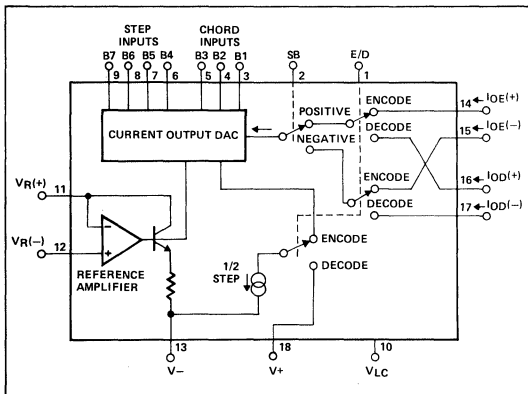 STEP INPUTS
CHORD INPUTS
B7 B6 B5 B4 B3 B2 B1 SB E/D
9 8 7 6 5 4 3 2 1
CURRENT OUTPUT DAC
POSITIVE
NEGATIVE
ENCODE
DECODE
ENCODE
DECODE
14 IOE(+)
15 IOE(−)
16 IOD(+)
17 IOD(−)
VR(+) 11
VR(−) 12
−
+
REFERENCE AMPLIFIER
1/2 STEP
ENCODE
DECODE
13 18 10
V− V+ VLC